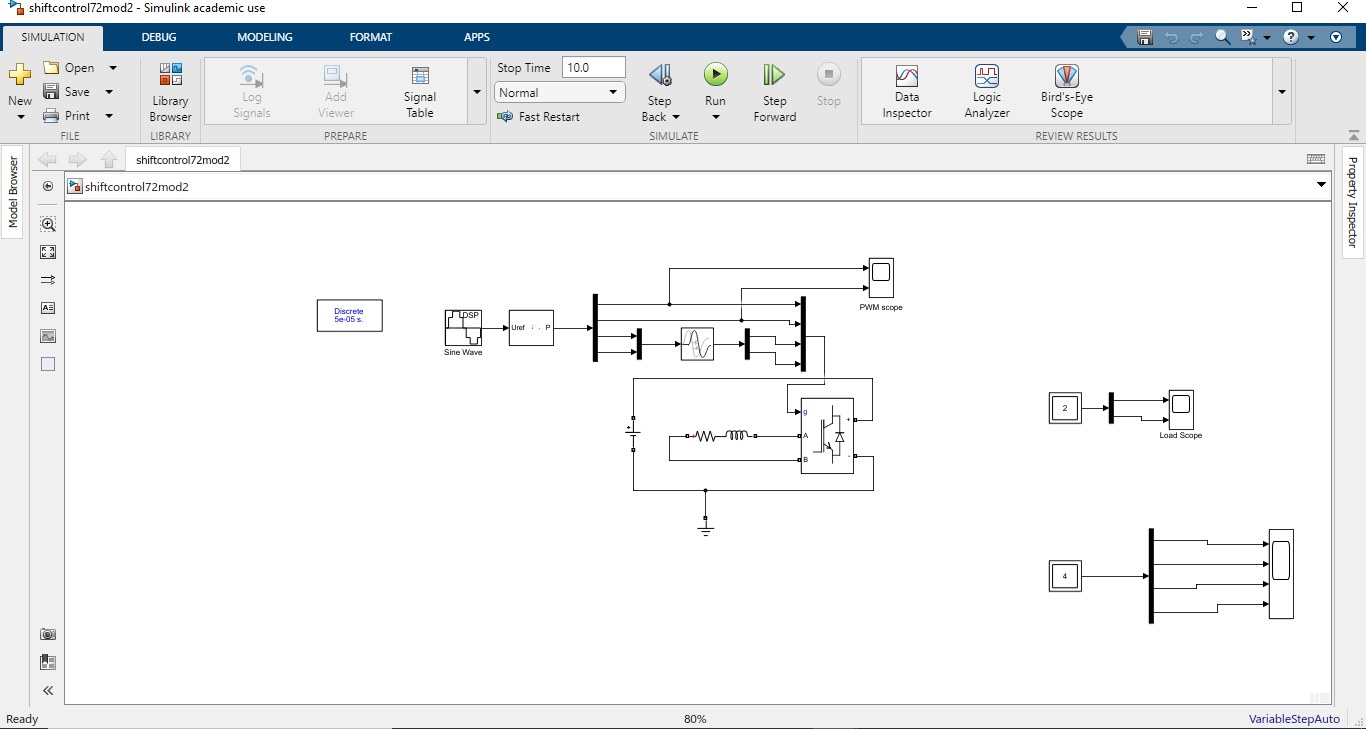 shiftcontrol72mod2 - Simulink academic use
SIMULATION DEBUG MODELING FORMAT APPS
New
Open
Save
Print
FILE
Library
Browser
LIBRARY
Log
Signals
Add
Viewer
Signal
Table
PREPARE
Stop Time 10.0
Normal
Fast Restart
Step
Back
Run
Step
Forward
Stop
SIMULATE
Data
Inspector
Logic
Analyzer
Bird's-Eye
Scope
REVIEW RESULTS
shiftcontrol72mod2
shiftcontrol72mod2
Model Browser
Property Inspector
Discrete
5e-05 s.
DSP
Sine Wave
Uref P
PWM scope
g
A
B
+
-
+
2
Load Scope
4
Ready
80%
VariableStepAuto